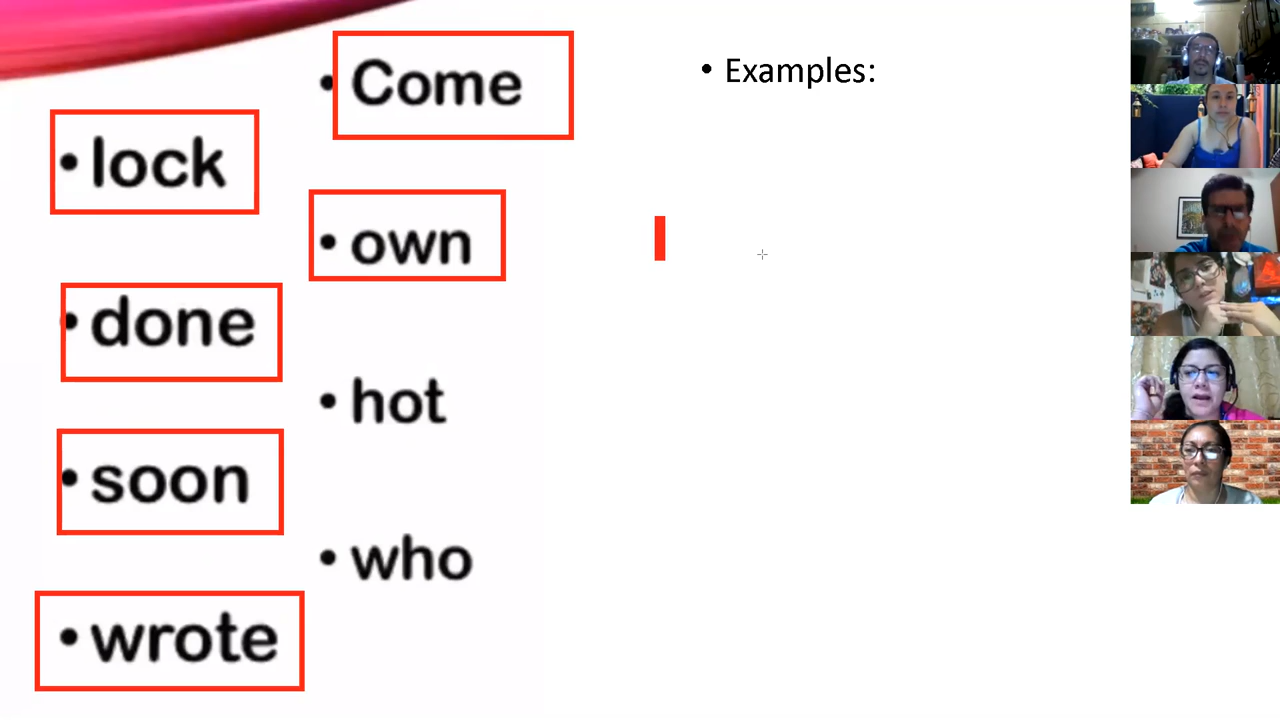 • lock
• done
• soon
• wrote
• Come
• own
• hot
• who
• Examples: